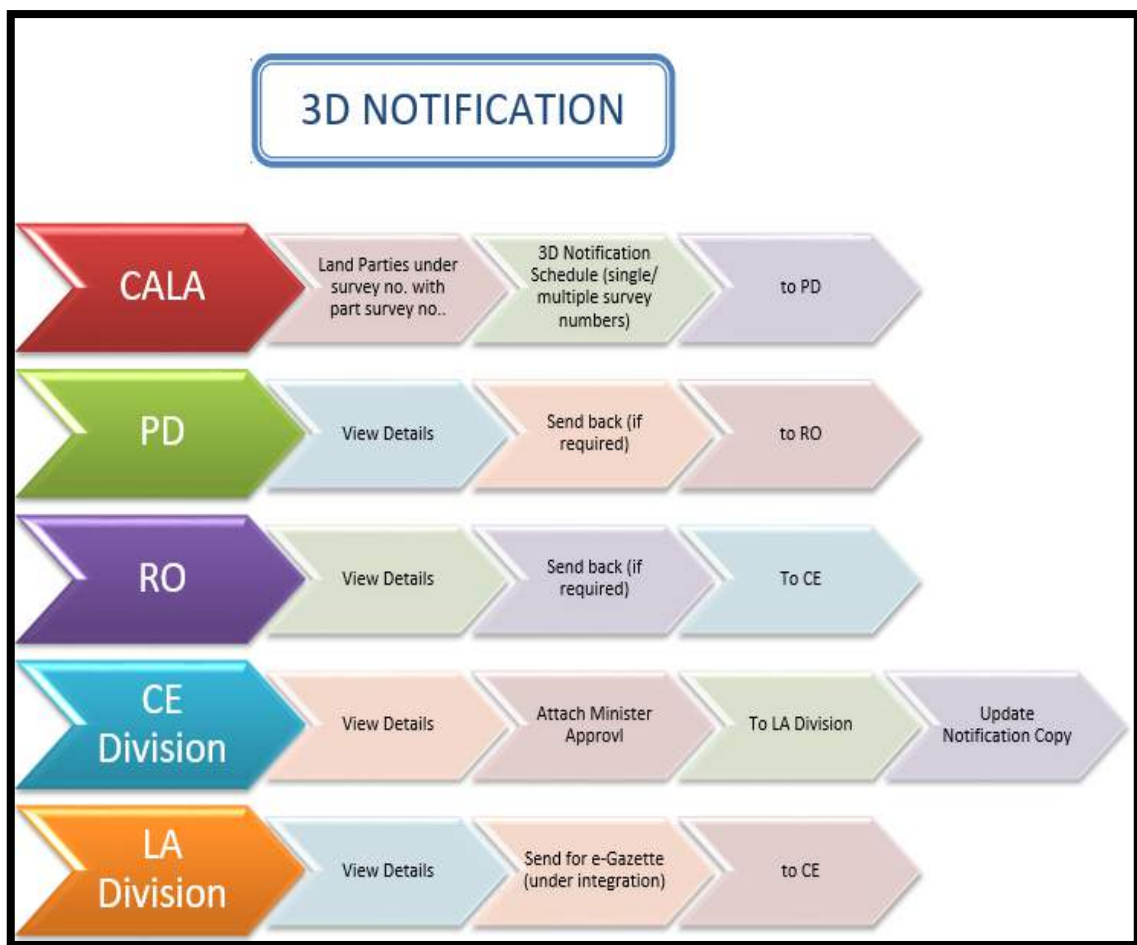 3D NOTIFICATION
CALA
Land Parties under
survey no. with
part survey no..
3D Notification
Schedule (single/
multiple survey
numbers)
to PD
PD
View Details
Send back (if
required)
to RO
RO
View Details
Send back (if
required)
To CE
CE
Division
View Details
Attach Minister
Approvl
To LA Division
Update
Notification Copy
LA
Division
View Details
Send for e-Gazette
(under integration)
to CE